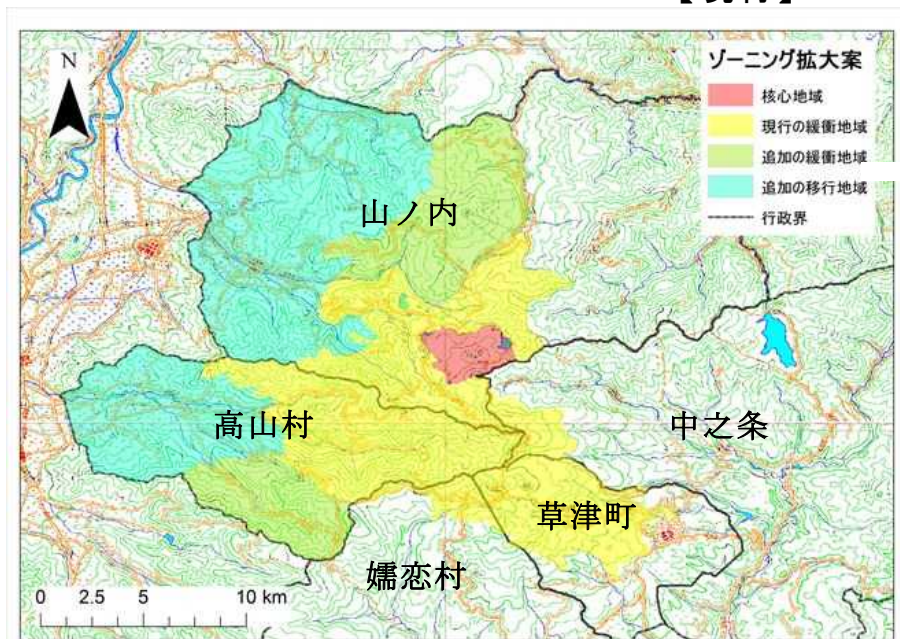 N
ゾーニング拡大案
核心地域
現行の緩衝地域
追加の緩衝地域
追加の移行地域
行政界
山ノ内
高山村
中之条
草津町
嬬恋村
0 2.5 5 10 km